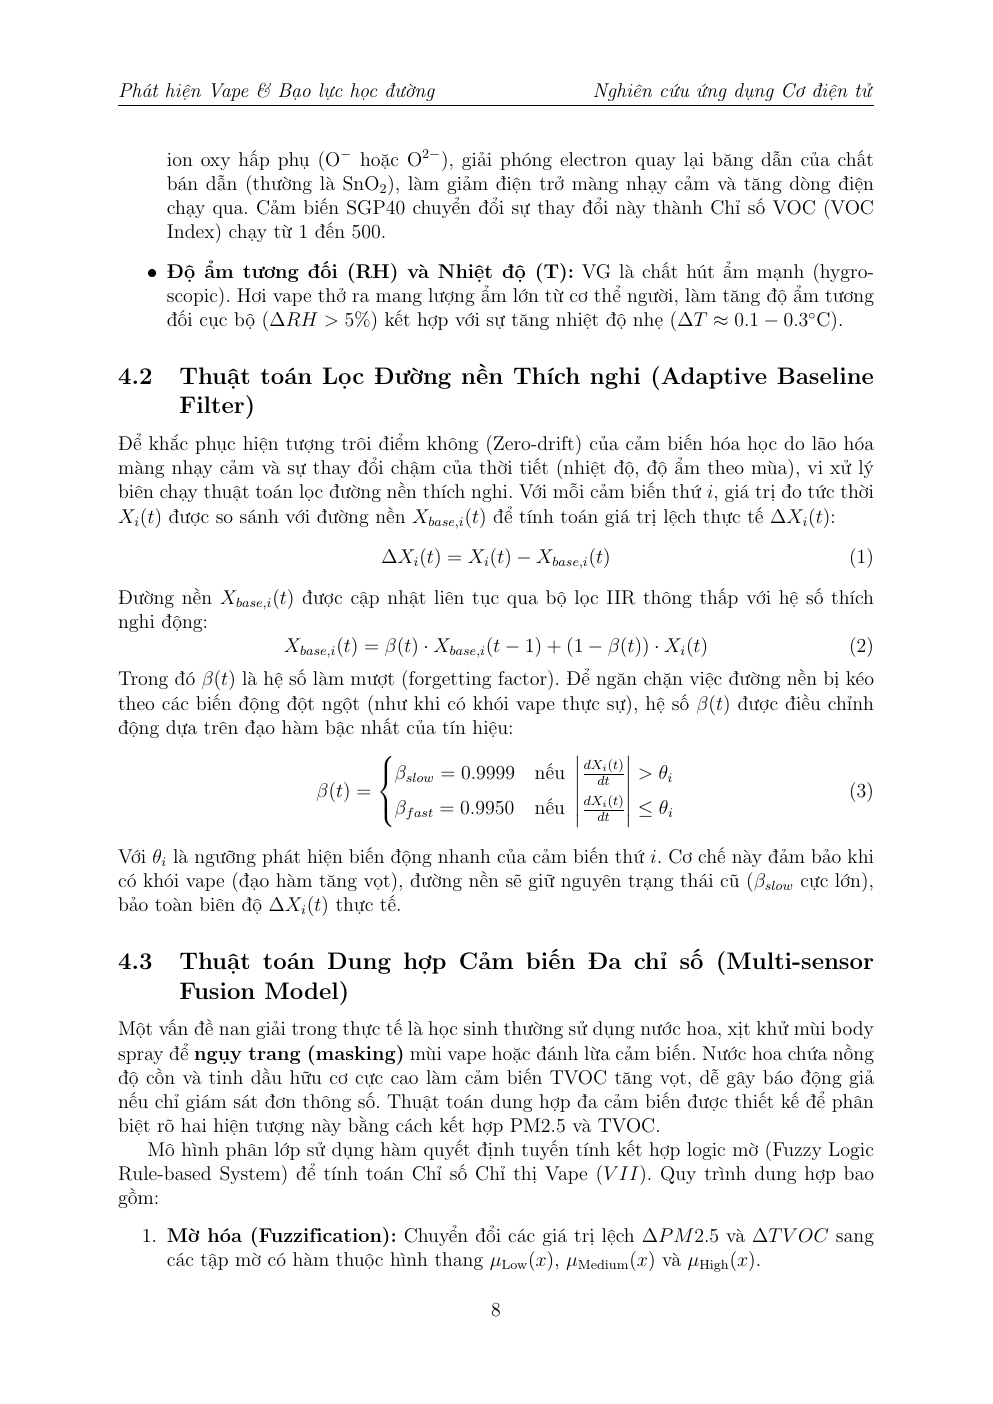 Phát hiện Vape & Bạo lực học đường Nghiên cứu ứng dụng Cơ điện tử
ion oxy hấp phụ (O⁻ hoặc O²⁻), giải phóng electron quay lại băng dẫn của chất
bán dẫn (thường là SnO₂), làm giảm điện trở màng nhạy cảm và tăng dòng điện
chạy qua. Cảm biến SGP40 chuyển đổi sự thay đổi này thành Chỉ số VOC (VOC
Index) chạy từ 1 đến 500.
• Độ ẩm tương đối (RH) và Nhiệt độ (T): VG là chất hút ẩm mạnh (hygro-
scopic). Hơi vape thở ra mang lượng ẩm lớn từ cơ thể người, làm tăng độ ẩm tương
đối cục bộ (ΔRH > 5%) kết hợp với sự tăng nhiệt độ nhẹ (ΔT ≈ 0.1 − 0.3°C).
4.2 Thuật toán Lọc Đường nền Thích nghi (Adaptive Baseline
Filter)
Để khắc phục hiện tượng trôi điểm không (Zero-drift) của cảm biến hóa học do lão hóa
màng nhạy cảm và sự thay đổi chậm của thời tiết (nhiệt độ, độ ẩm theo mùa), vi xử lý
biên chạy thuật toán lọc đường nền thích nghi. Với mỗi cảm biến thứ i, giá trị đo tức thời
X_i(t) được so sánh với đường nền X_{base,i}(t) để tính toán giá trị lệch thực tế ΔX_i(t):
ΔX_i(t) = X_i(t) − X_{base,i}(t) (1)
Đường nền X_{base,i}(t) được cập nhật liên tục qua bộ lọc IIR thông thấp với hệ số thích
nghi động:
X_{base,i}(t) = β(t) · X_{base,i}(t − 1) + (1 − β(t)) · X_i(t) (2)
Trong đó β(t) là hệ số làm mượt (forgetting factor). Để ngăn chặn việc đường nền bị kéo
theo các biến động đột ngột (như khi có khói vape thực sự), hệ số β(t) được điều chỉnh
động dựa trên đạo hàm bậc nhất của tín hiệu:
β(t) = { β_{slow} = 0.9999 nếu |dX_i(t)/dt| > θ_i
β_{fast} = 0.9950 nếu |dX_i(t)/dt| ≤ θ_i (3)
Với θ_i là ngưỡng phát hiện biến động nhanh của cảm biến thứ i. Cơ chế này đảm bảo khi
có khói vape (đạo hàm tăng vọt), đường nền sẽ giữ nguyên trạng thái cũ (β_{slow} cực lớn),
bảo toàn biên độ ΔX_i(t) thực tế.
4.3 Thuật toán Dung hợp Cảm biến Đa chỉ số (Multi-sensor
Fusion Model)
Một vấn đề nan giải trong thực tế là học sinh thường sử dụng nước hoa, xịt khử mùi body
spray để ngụy trang (masking) mùi vape hoặc đánh lừa cảm biến. Nước hoa chứa nồng
độ cồn và tinh dầu hữu cơ cực cao làm cảm biến TVOC tăng vọt, dễ gây báo động giả
nếu chỉ giám sát đơn thông số. Thuật toán dung hợp đa cảm biến được thiết kế để phân
biệt rõ hai hiện tượng này bằng cách kết hợp PM2.5 và TVOC.
Mô hình phân lớp sử dụng hàm quyết định tuyến tính kết hợp logic mờ (Fuzzy Logic
Rule-based System) để tính toán Chỉ số Chỉ thị Vape (VII). Quy trình dung hợp bao
gồm:
1. Mờ hóa (Fuzzification): Chuyển đổi các giá trị lệch ΔPM2.5 và ΔTVOC sang
các tập mờ có hàm thuộc hình thang μ_{Low}(x), μ_{Medium}(x) và μ_{High}(x).
8